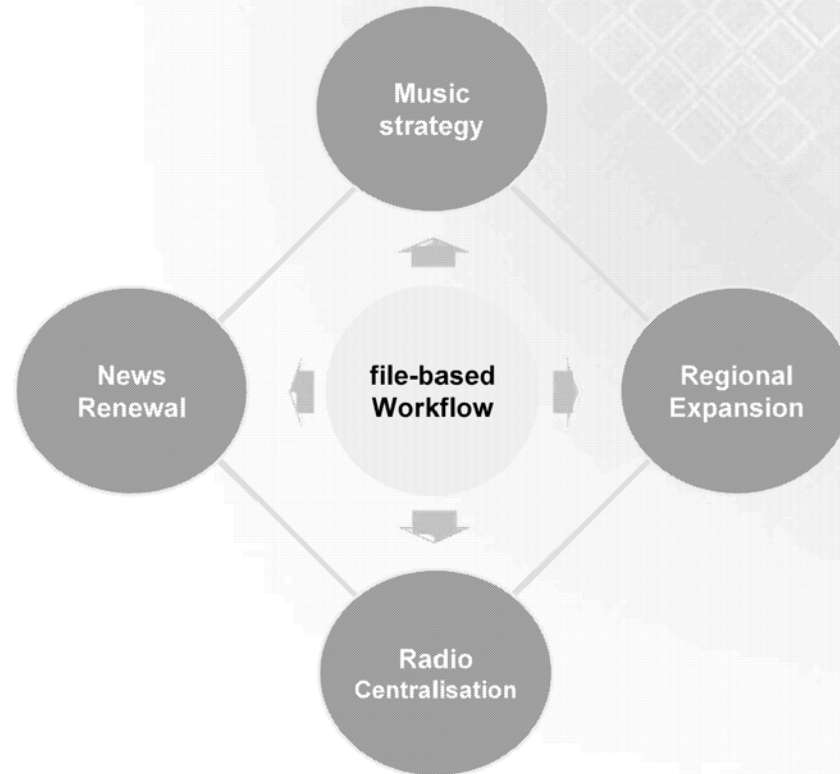 Music
strategy
News
Renewal
file-based
Workflow
Regional
Expansion
Radio
Centralisation